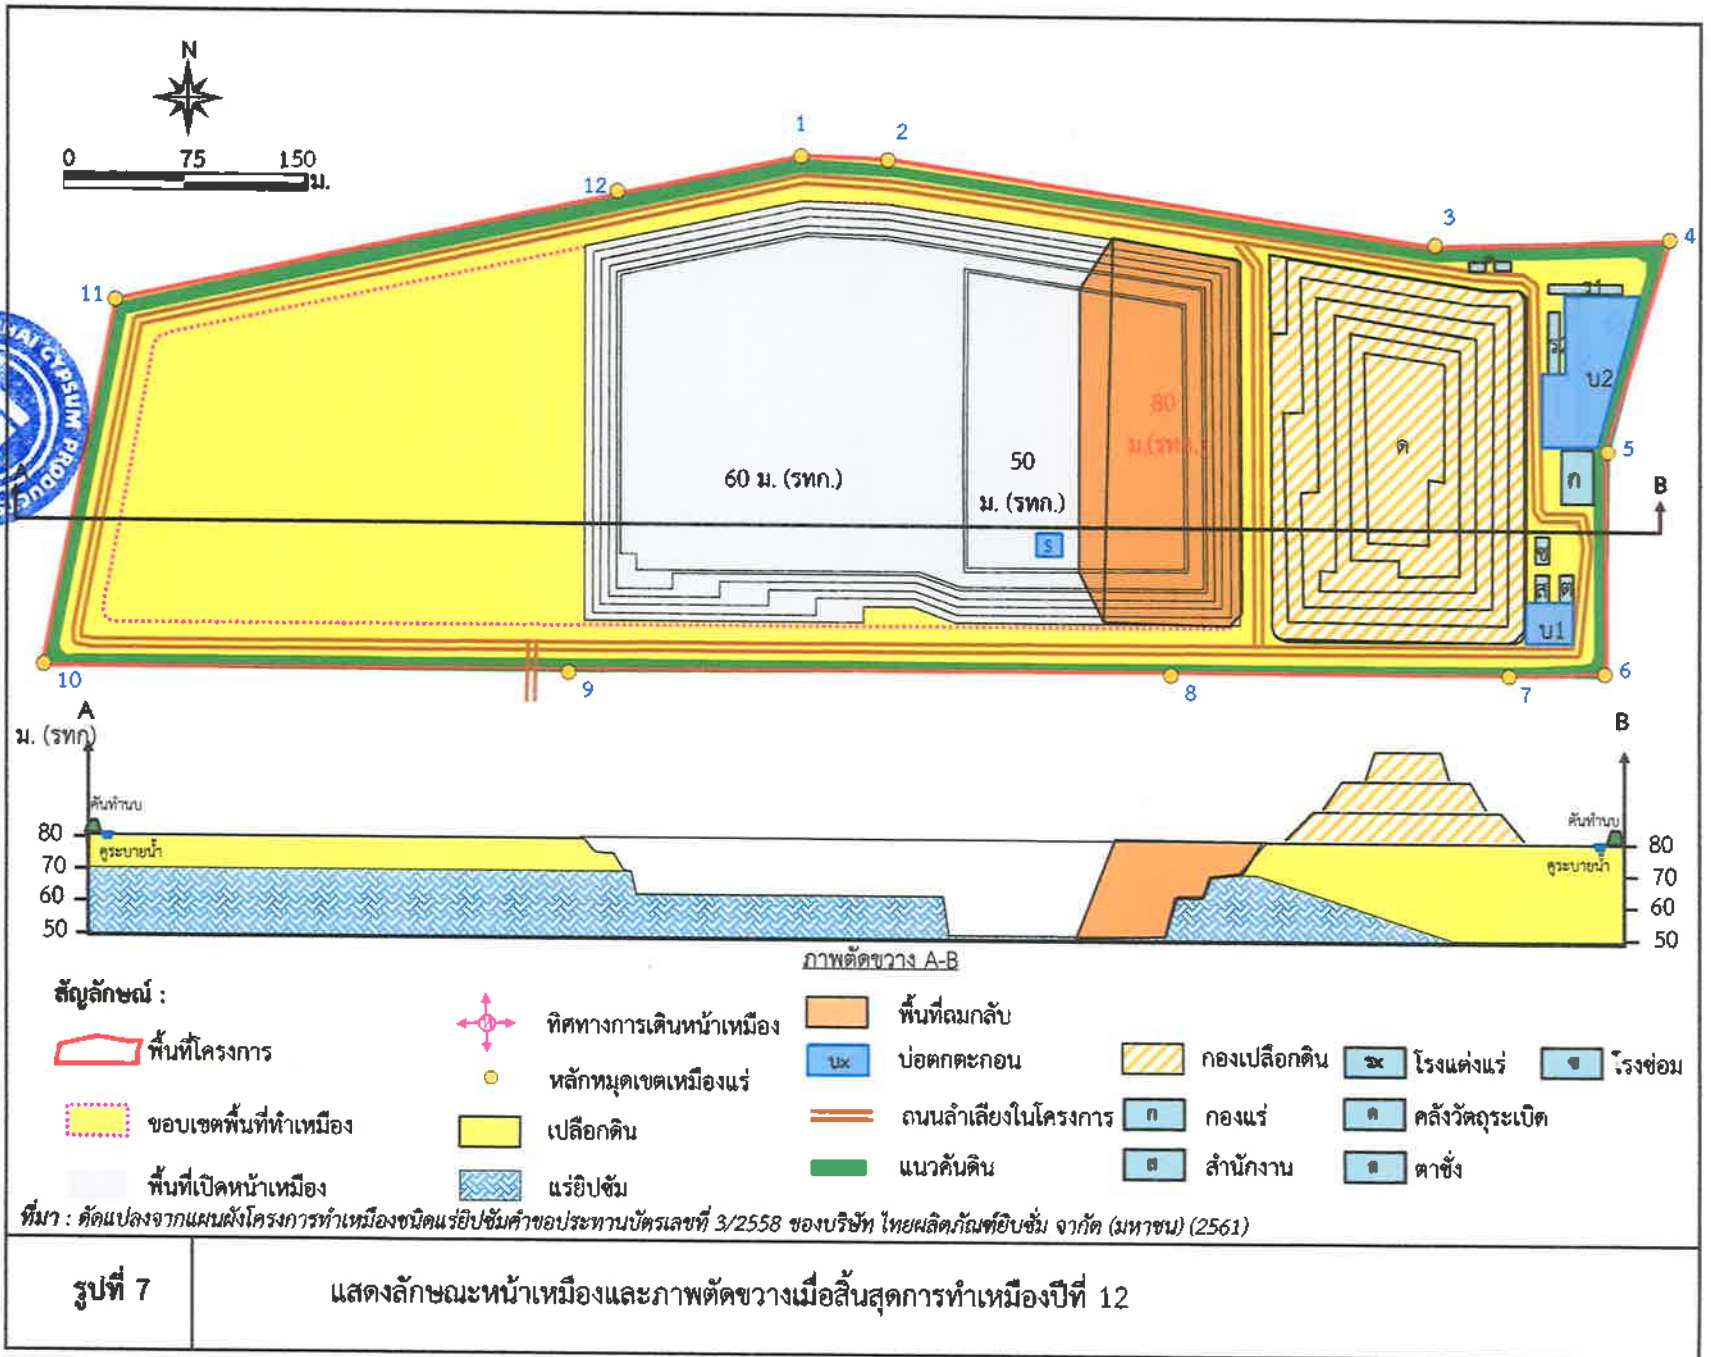 N
0 75 150
ม.
1
2
12
3
4
11
THAI GYPSUM PRODUC
ร1
บ2
80
ม.(รทก.)
ด
5
60 ม. (รทก.)
50
ม. (รทก.)
ก
A
B
S
บ1
10
9
8
7
6
A
ม. (รทก)
B
คันทำนบ
คันทำนบ
80
คูระบายน้ำ
70
60
50
80
คูระบายน้ำ
70
60
50
ภาพตัดขวาง A-B
สัญลักษณ์ :
พื้นที่โครงการ
ขอบเขตพื้นที่ทำเหมือง
พื้นที่เปิดหน้าเหมือง
ทิศทางการเดินหน้าเหมือง
หลักหมุดเขตเหมืองแร่
เปลือกดิน
แร่ยิปซัม
พื้นที่ถมกลับ
บx บ่อตกตะกอน
ถนนลำเลียงในโครงการ
แนวคันดิน
กองเปลือกดิน
ก กองแร่
ส สำนักงาน
รx โรงแต่งแร่
คลังวัตถุระเบิด
ตาชั่ง
ซ โรงซ่อม
ที่มา : ดัดแปลงจากแผนผังโครงการทำเหมืองชนิดแร่ยิปซัมคำขอประทานบัตรเลขที่ 3/2558 ของบริษัท ไทยผลิตภัณฑ์ยิบซั่ม จำกัด (มหาชน) (2561)
รูปที่ 7
แสดงลักษณะหน้าเหมืองและภาพตัดขวางเมื่อสิ้นสุดการทำเหมืองปีที่ 12